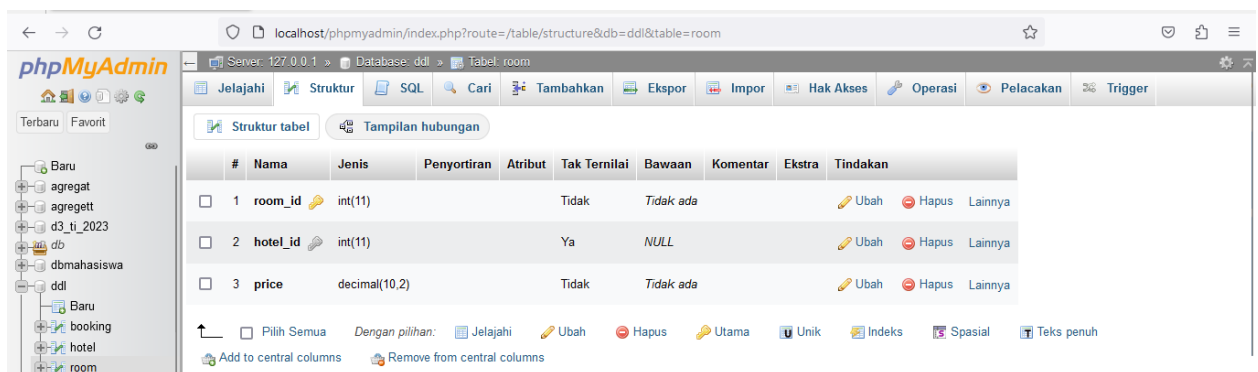 localhost/phpmyadmin/index.php?route=/table/structure&db=ddl&table=room
phpMyAdmin
Terbaru Favorit
Baru
agregat
agregett
d3_ti_2023
db
dbmahasiswa
ddl
Baru
booking
hotel
room
Server: 127.0.0.1 » Database: ddl » Tabel: room
Jelajahi Struktur SQL Cari Tambahkan Ekspor Impor Hak Akses Operasi Pelacakan Trigger
Struktur tabel Tampilan hubungan
# Nama Jenis Penyortiran Atribut Tak Ternilai Bawaan Komentar Ekstra Tindakan
1 room_id int(11) Tidak Tidak ada Ubah Hapus Lainnya
2 hotel_id int(11) Ya NULL Ubah Hapus Lainnya
3 price decimal(10,2) Tidak Tidak ada Ubah Hapus Lainnya
Pilih Semua Dengan pilihan: Jelajahi Ubah Hapus Utama Unik Indeks Spasial Teks penuh
Add to central columns Remove from central columns